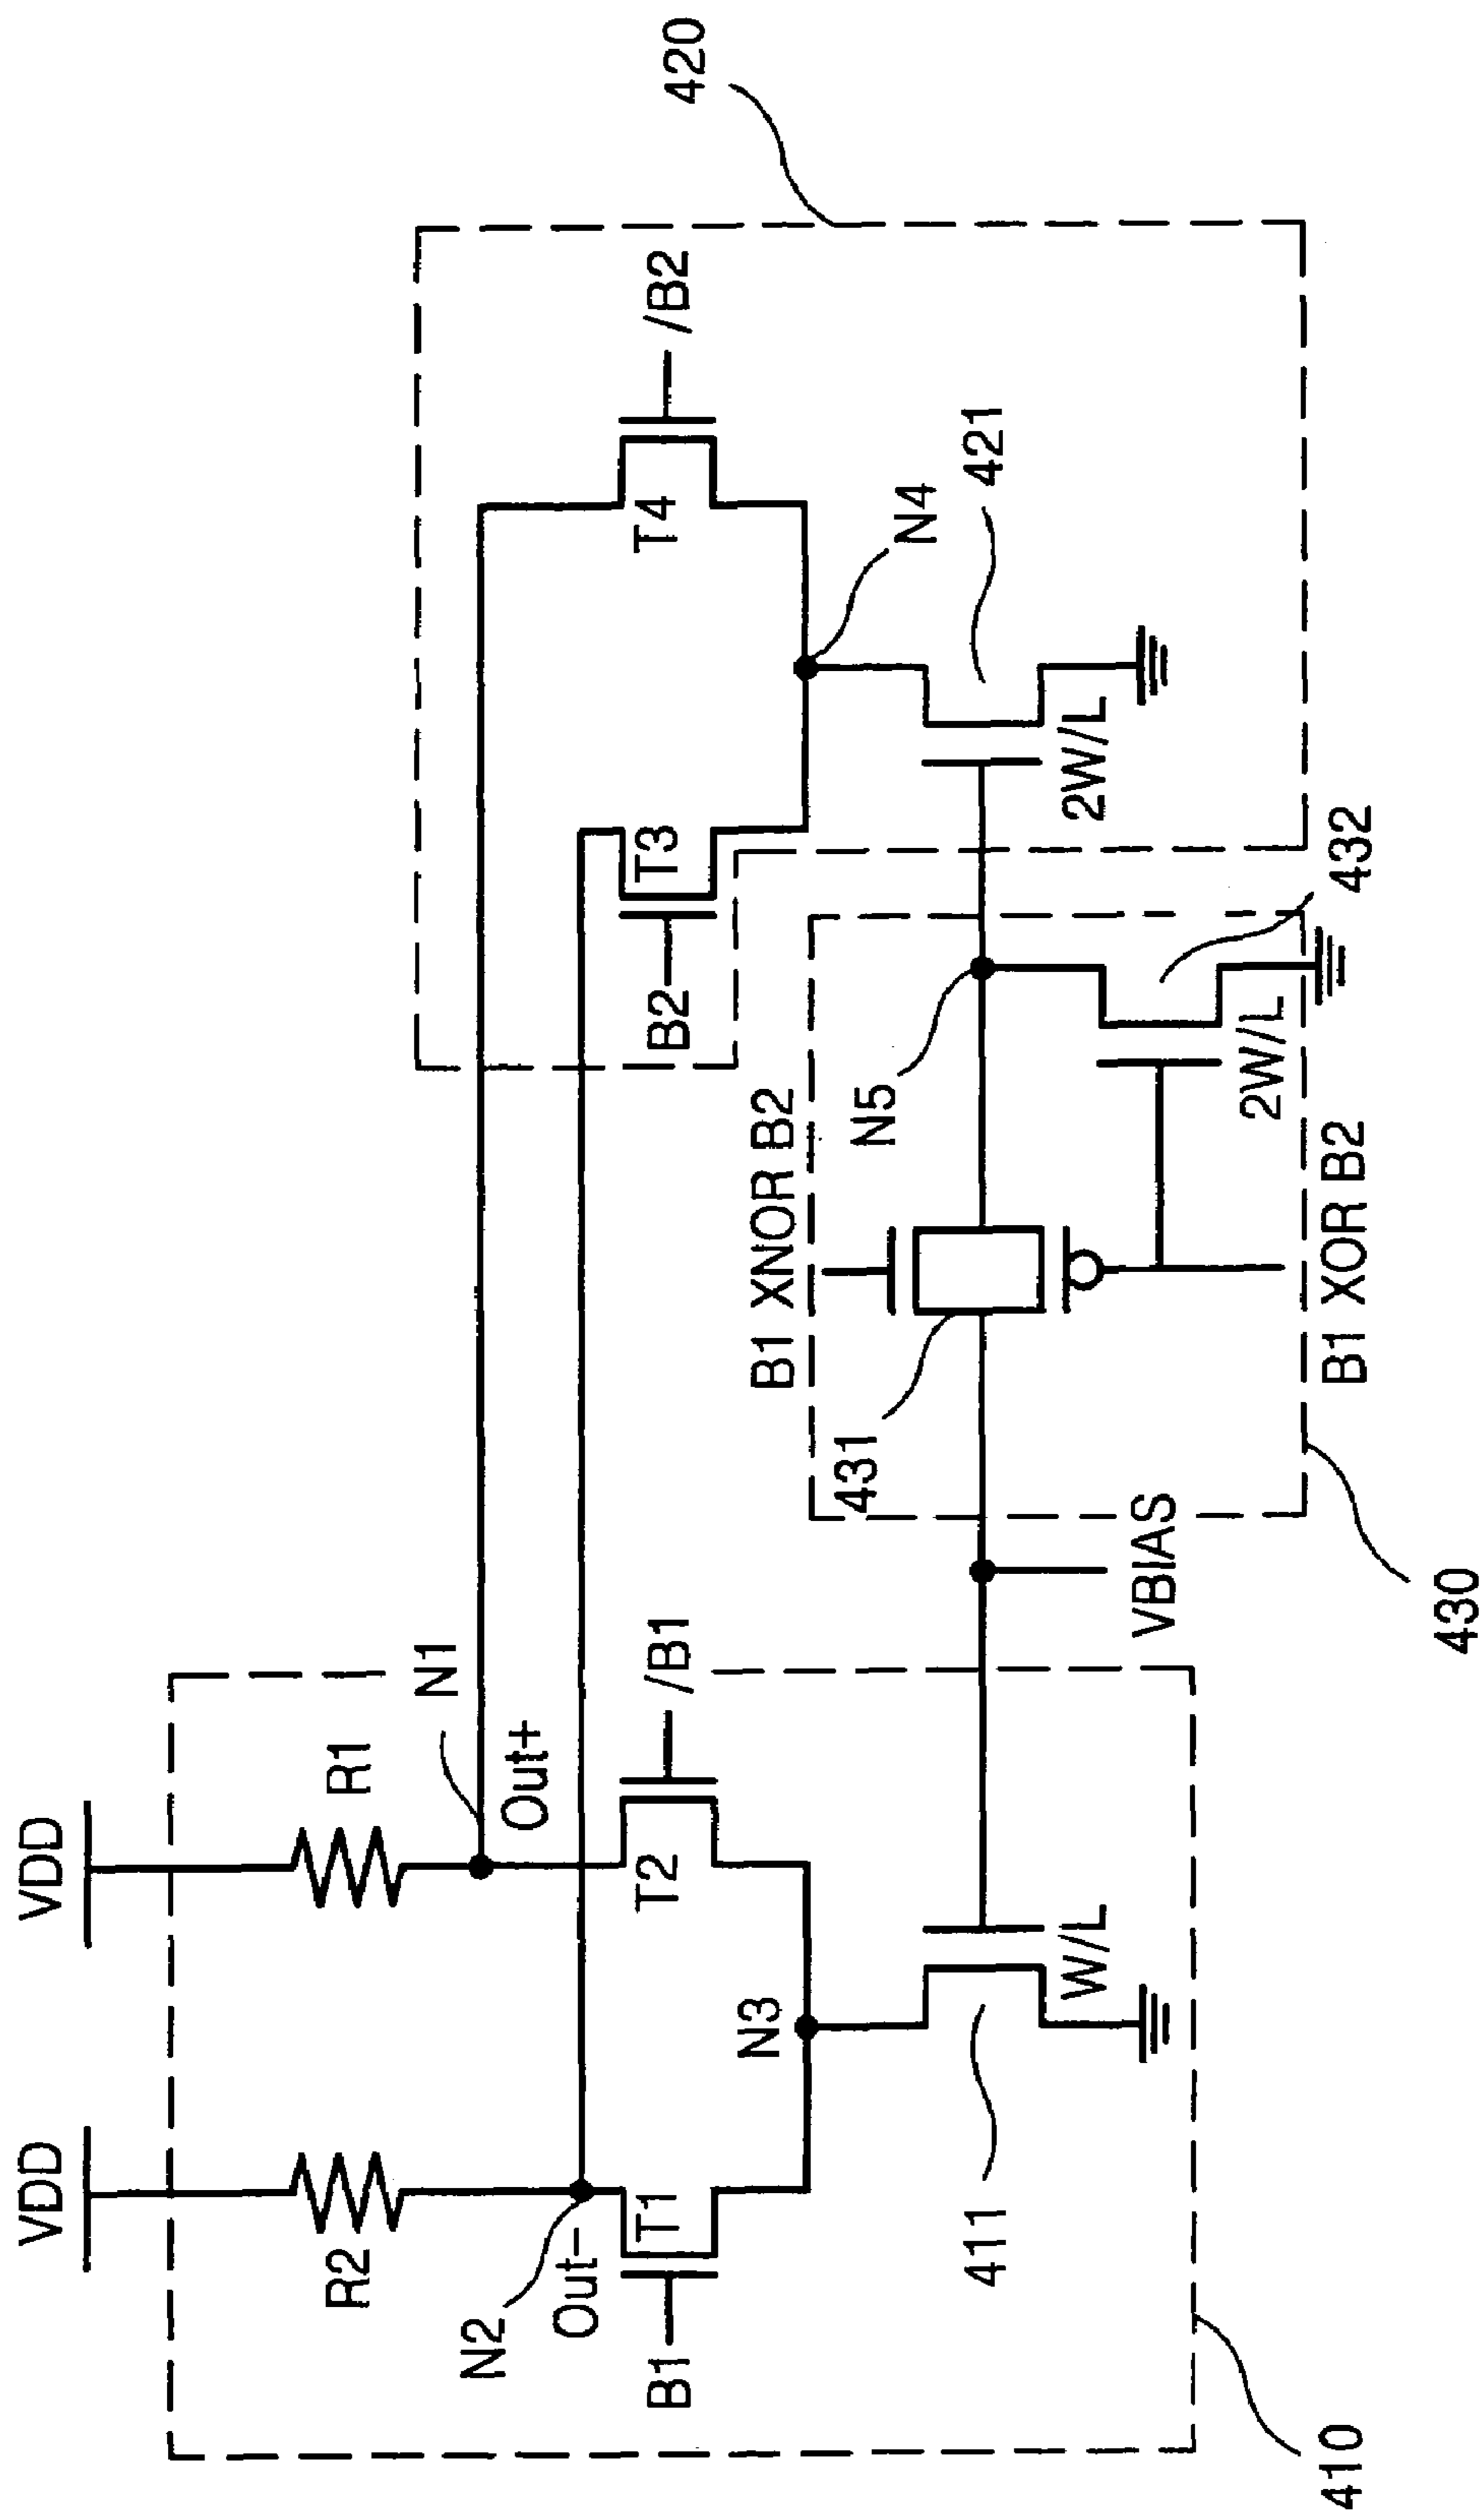 VDD
VDD
R2
R1
N1
N2
Out-
Out+
B1
T1
T2
/B1
B2
T3
T4
/B2
420
N3
B1 XNOR B2
N4
431
N5
421
411
W/L
VBIAS
2W/L
2W/L
432
B1 XOR B2
410
430